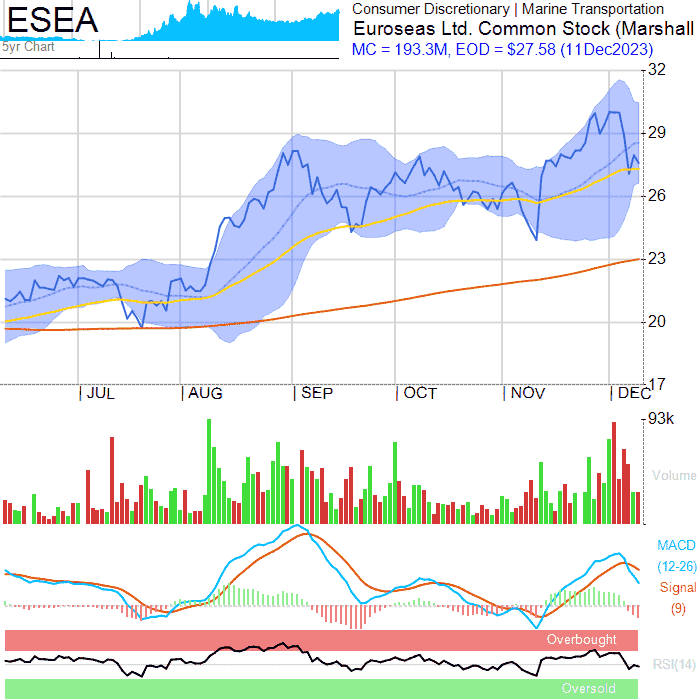 ESEA
5yr Chart
Consumer Discretionary | Marine Transportation
Euroseas Ltd. Common Stock (Marshall
MC = 193.3M, EOD = $27.58 (11Dec2023)
32
29
26
23
20
17
JUL
AUG
SEP
OCT
NOV
DEC
93k
Volume
MACD
(12-26)
Signal
(9)
Overbought
RSI(14)
Oversold